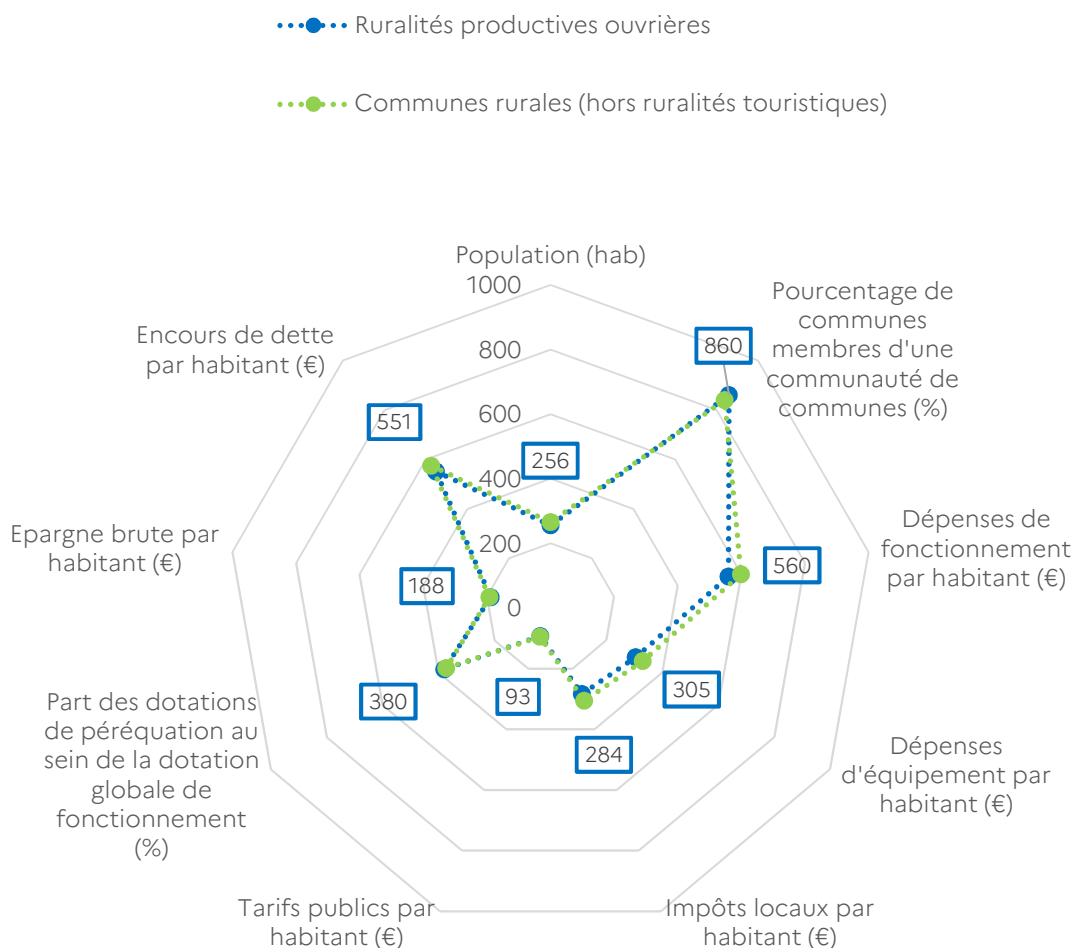 Ruralités productives ouvrières
Communes rurales (hors ruralités touristiques)
Population (hab)
1000
800
600
400
200
0
Pourcentage de
communes
membres d'une
communauté de
communes (%)
860
Encours de dette
par habitant (€)
551
256
Dépenses de
fonctionnement
par habitant (€)
560
Epargne brute par
habitant (€)
188
Part des dotations
de péréquation au
sein de la dotation
globale de
fonctionnement
(%)
380
93
305
284
Dépenses
d'équipement par
habitant (€)
Tarifs publics par
habitant (€)
Impôts locaux par
habitant (€)